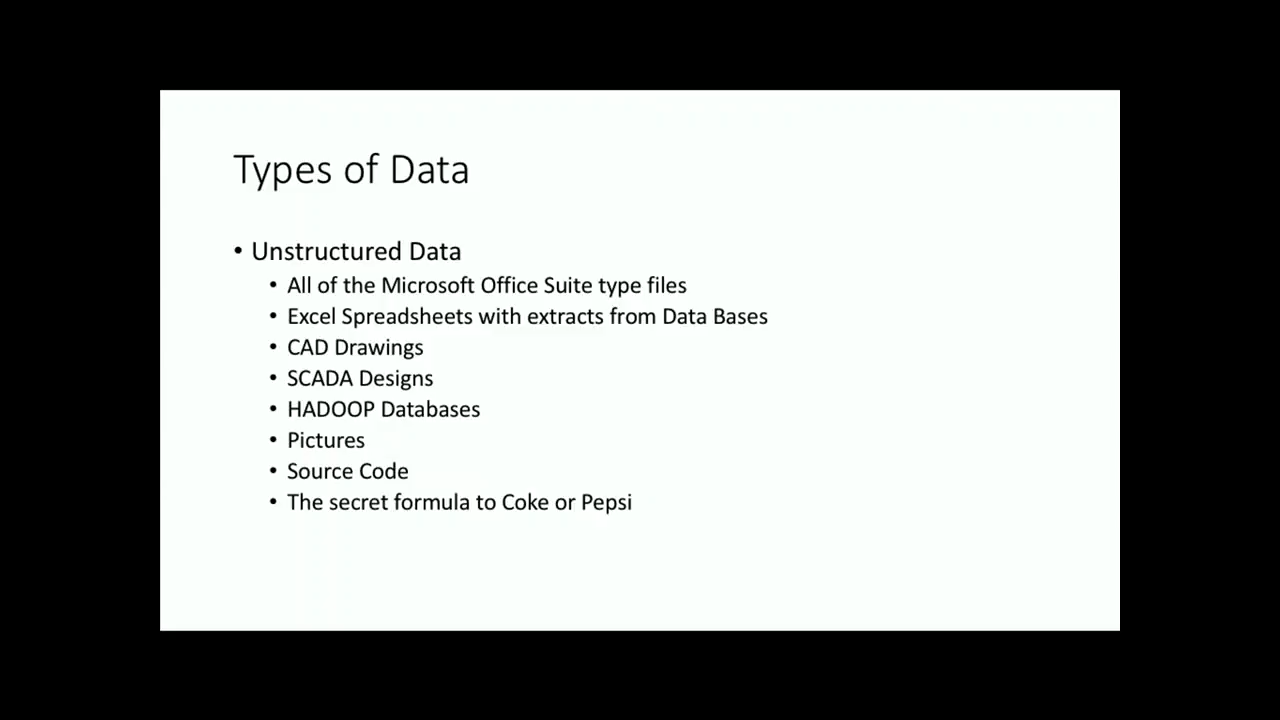 Types of Data
• Unstructured Data
• All of the Microsoft Office Suite type files
• Excel Spreadsheets with extracts from Data Bases
• CAD Drawings
• SCADA Designs
• HADOOP Databases
• Pictures
• Source Code
• The secret formula to Coke or Pepsi